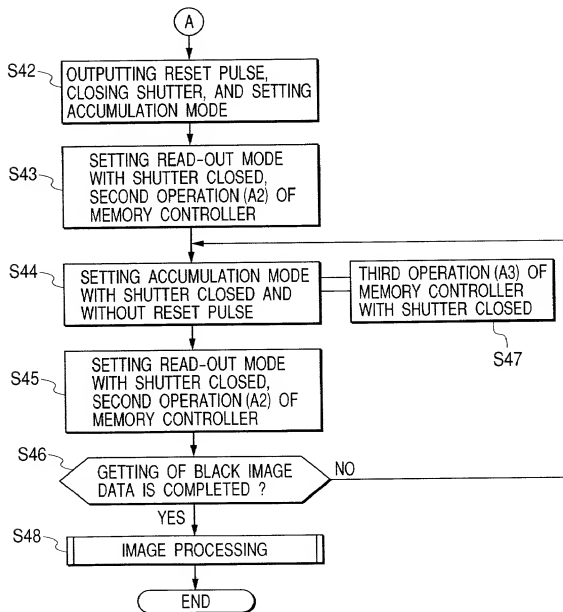 A
S42
OUTPUTTING RESET PULSE,
CLOSING SHUTTER, AND SETTING
ACCUMULATION MODE
S43
SETTING READ-OUT MODE
WITH SHUTTER CLOSED,
SECOND OPERATION (A2) OF
MEMORY CONTROLLER
S44
SETTING ACCUMULATION MODE
WITH SHUTTER CLOSED AND
WITHOUT RESET PULSE
THIRD OPERATION (A3) OF
MEMORY CONTROLLER
WITH SHUTTER CLOSED
S47
S45
SETTING READ-OUT MODE
WITH SHUTTER CLOSED,
SECOND OPERATION (A2) OF
MEMORY CONTROLLER
S46
GETTING OF BLACK IMAGE
DATA IS COMPLETED ?
NO
YES
S48
IMAGE PROCESSING
END